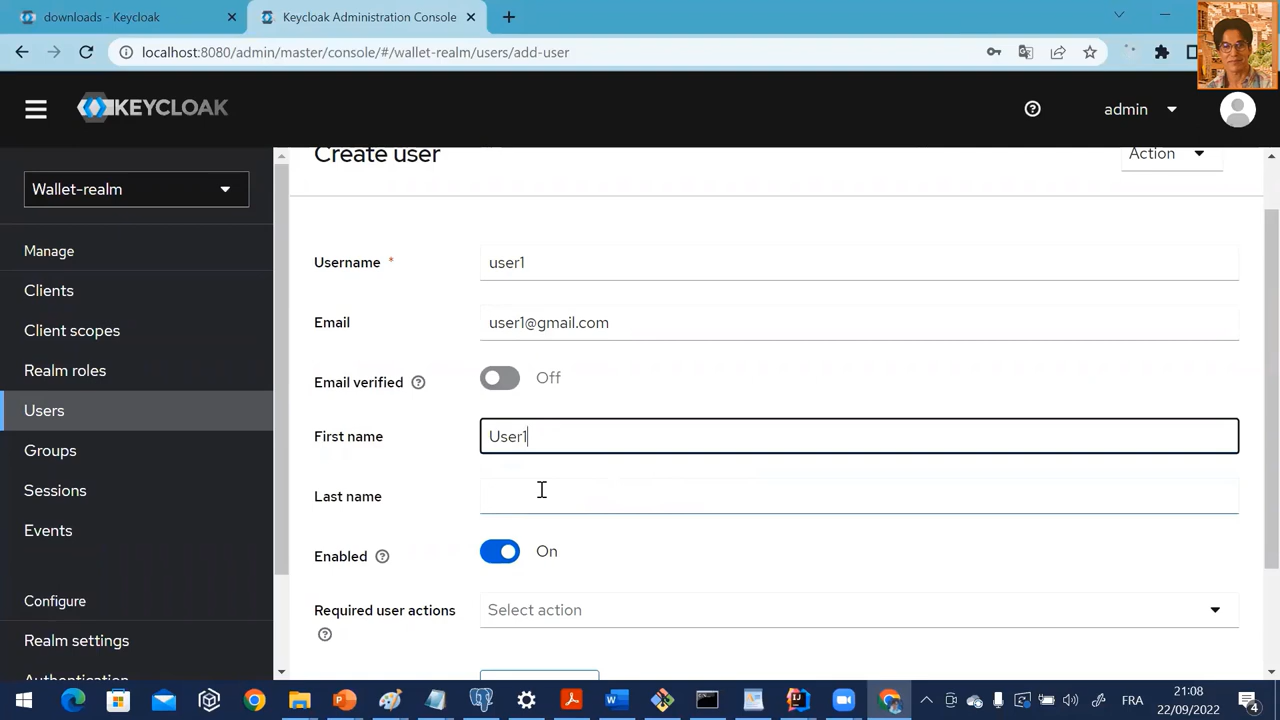 downloads - Keycloak
Keycloak Administration Console
localhost:8080/admin/master/console/#/wallet-realm/users/add-user
KEYCLOAK
admin
Wallet-realm
Manage
Clients
Client scopes
Realm roles
Users
Groups
Sessions
Events
Configure
Realm settings
Authentication
Create user
Action
Username *
user1
Email
user1@gmail.com
Email verified
Off
First name
User1
Last name
Enabled
On
Required user actions
Select action
FRA
21:08
22/09/2022
4